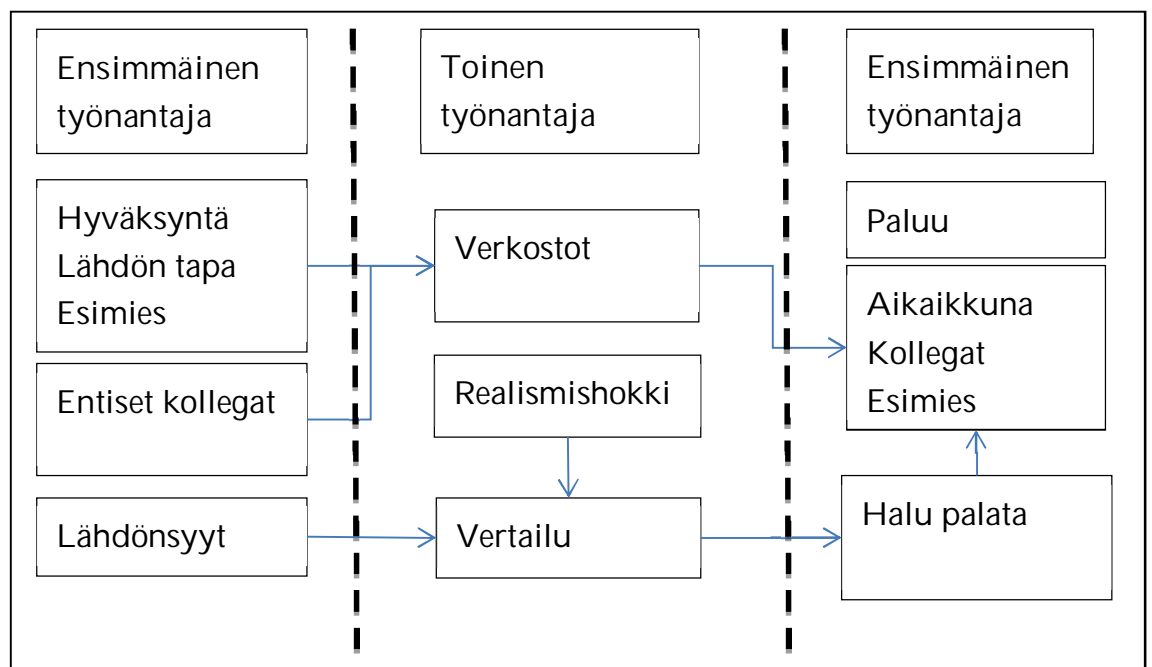 Ensimmäinen
työnantaja
Toinen
työnantaja
Ensimmäinen
työnantaja
Hyväksyntä
Lähdön tapa
Esimies
Entiset kollegat
Lähdönsyyt
Verkostot
Realismishokki
Vertailu
Paluu
Aikaikkuna
Kollegat
Esimies
Halu palata